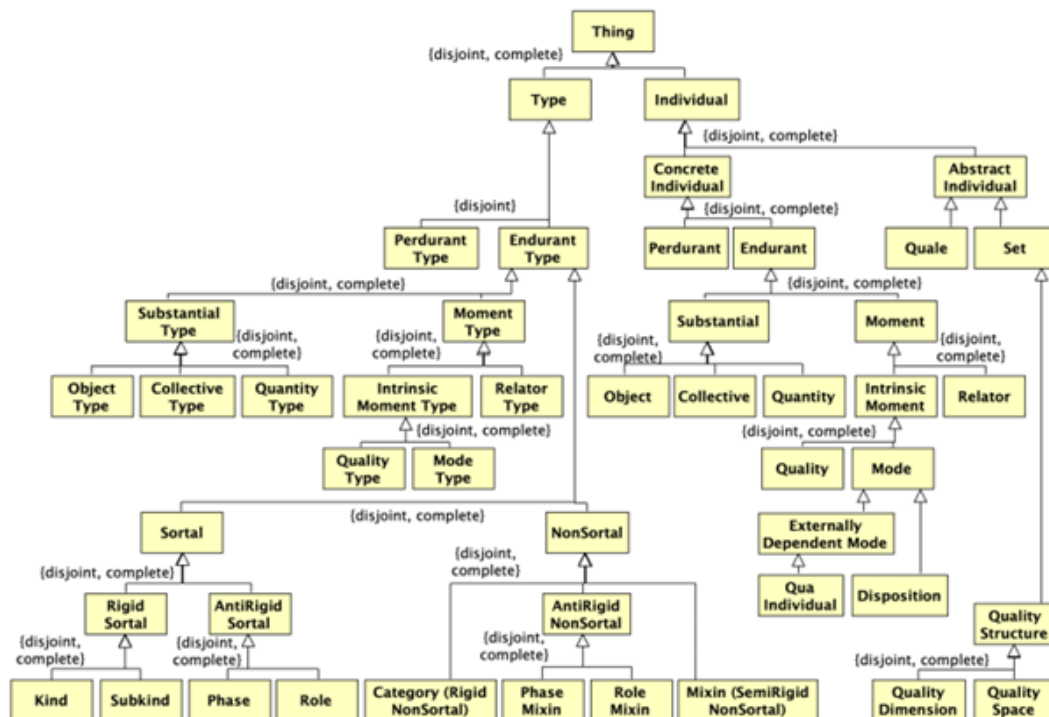 Thing
{disjoint, complete}
Type
Individual
{disjoint, complete}
Concrete
Individual
Abstract
Individual
{disjoint}
{disjoint, complete}
Perdurant
Type
Endurant
Type
Perdurant
Endurant
Quale
Set
{disjoint, complete}
{disjoint, complete}
Substantial
Type
{disjoint,
complete}
Moment
Type
{disjoint,
complete}
Substantial
Moment
{disjoint,
complete}
{disjoint,
complete}
Object
Type
Collective
Type
Quantity
Type
Intrinsic
Moment Type
Relator
Type
Object
Collective
Quantity
Intrinsic
Moment
Relator
{disjoint, complete}
{disjoint, complete}
Quality
Type
Mode
Type
Quality
Mode
{disjoint, complete}
Sortal
NonSortal
Externally
Dependent Mode
{disjoint, complete}
{disjoint,
complete}
Qua
Individual
Disposition
Rigid
Sortal
AntiRigid
Sortal
AntiRigid
NonSortal
Quality
Structure
{disjoint,
complete}
{disjoint,
complete}
{disjoint,
complete}
{disjoint,
complete}
Kind
Subkind
Phase
Role
Category (Rigid
NonSortal)
Phase
Mixin
Role
Mixin
Mixin (SemiRigid
NonSortal)
Quality
Dimension
Quality
Space